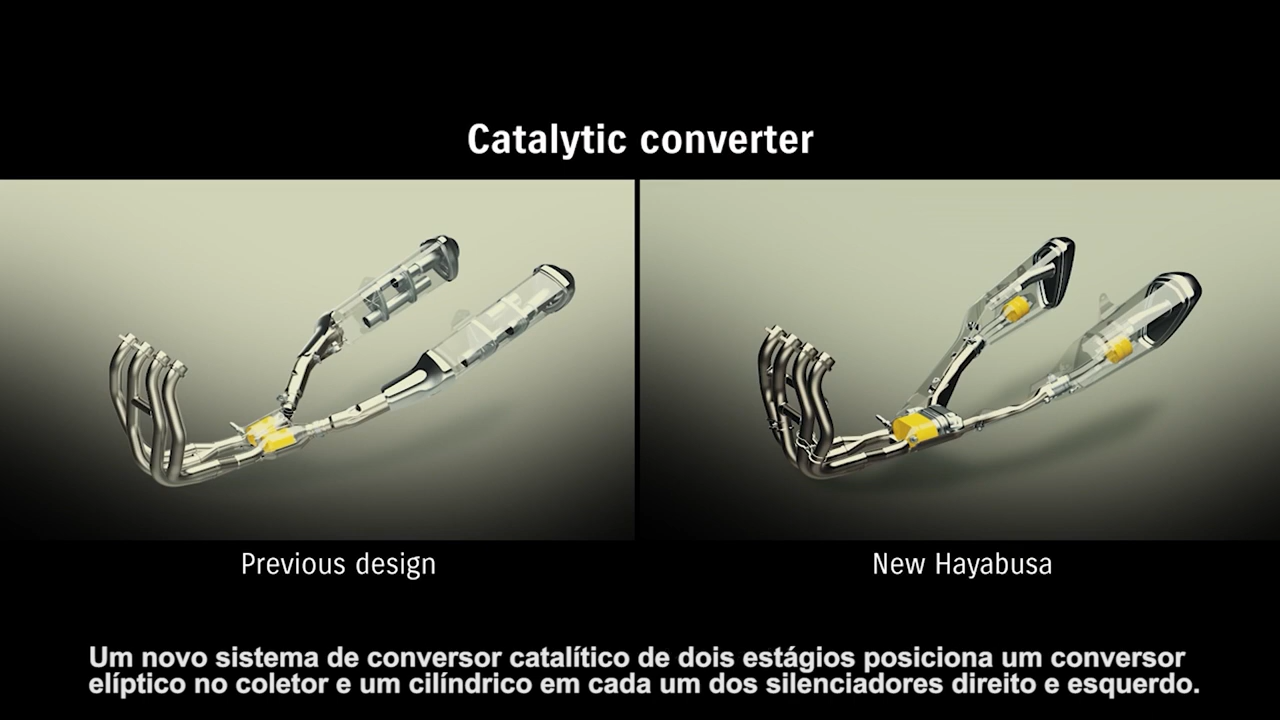 Catalytic converter
Previous design
New Hayabusa
Um novo sistema de conversor catalítico de dois estágios posiciona um conversor
elíptico no coletor e um cilíndrico em cada um dos silenciadores direito e esquerdo.